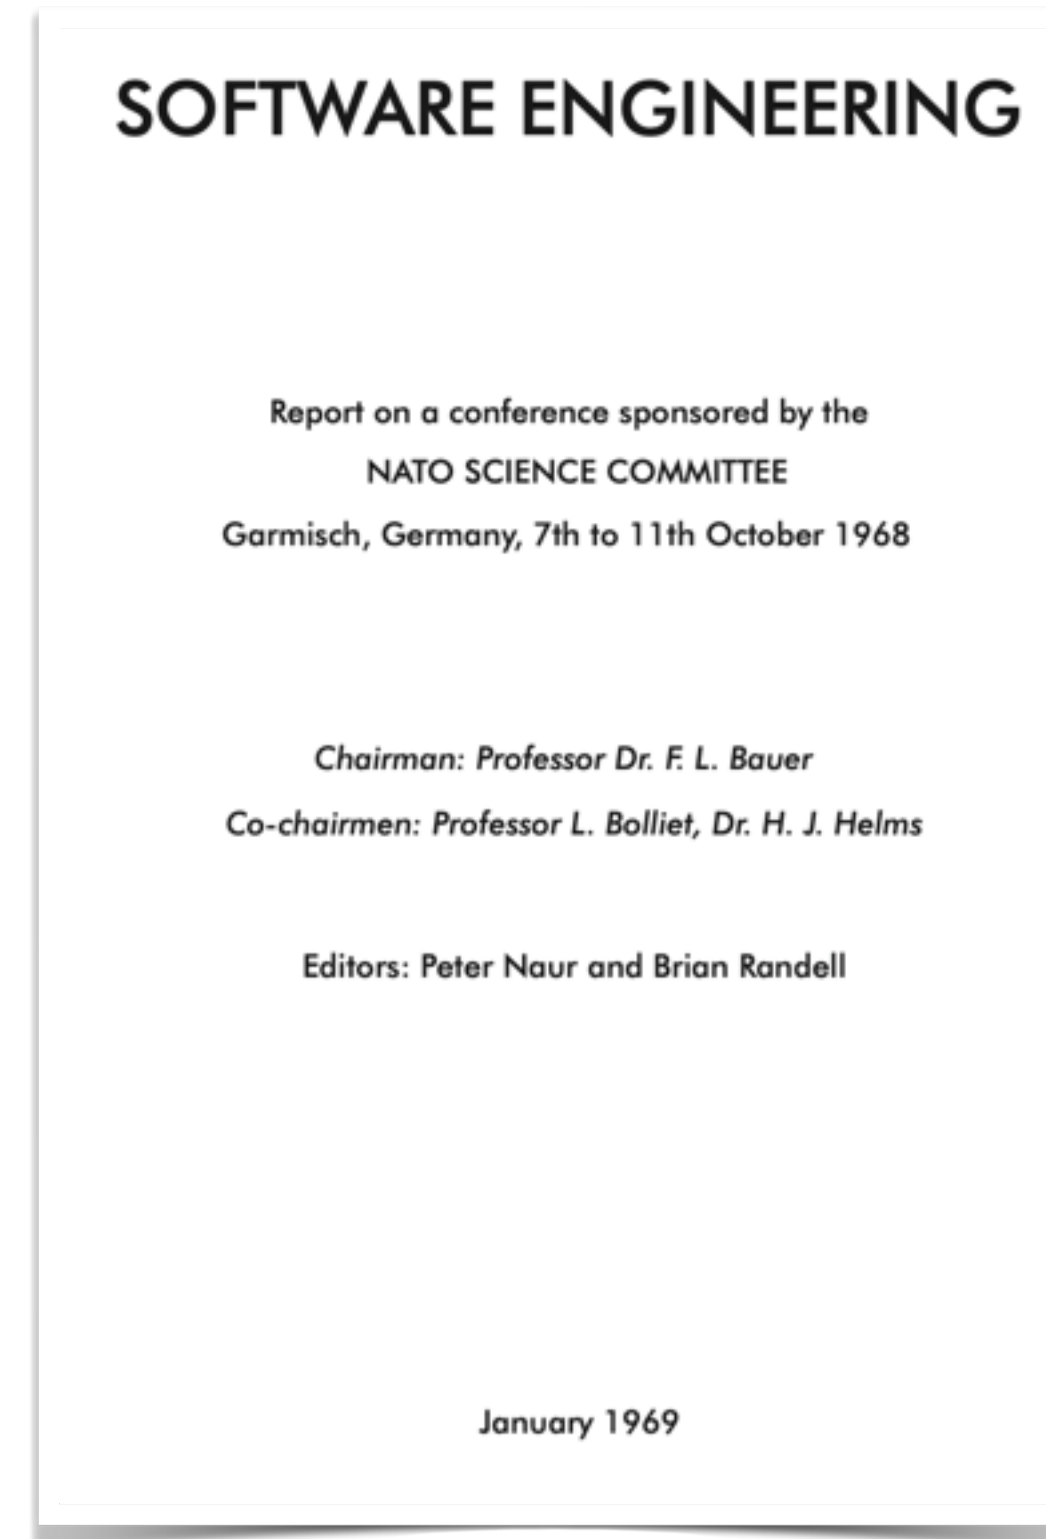 SOFTWARE ENGINEERING
Report on a conference sponsored by the
NATO SCIENCE COMMITTEE
Garmisch, Germany, 7th to 11th October 1968
Chairman: Professor Dr. F. L. Bauer
Co-chairmen: Professor L. Bolliet, Dr. H. J. Helms
Editors: Peter Naur and Brian Randell
January 1969